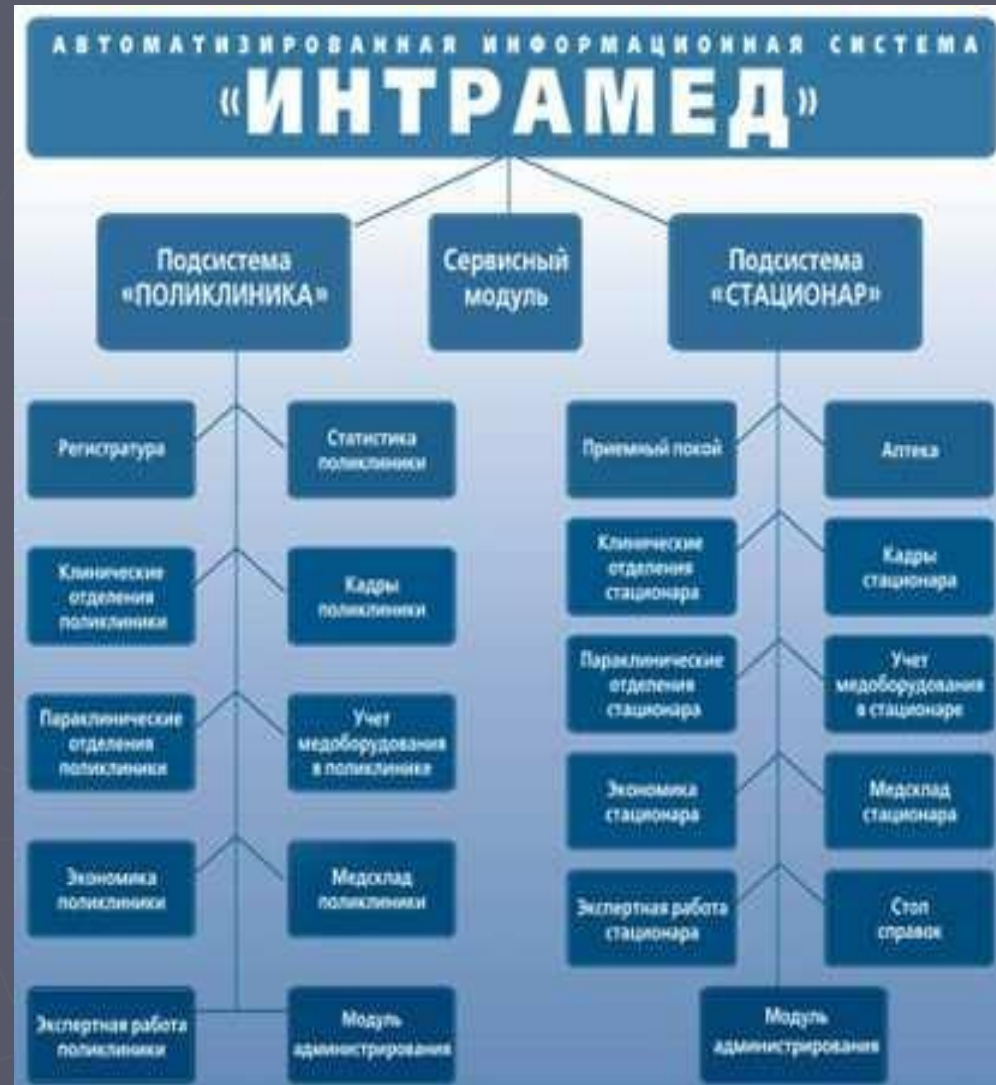 АВТОМАТИЗИРОВАННАЯ ИНФОРМАЦИОННАЯ СИСТЕМА
«ИНТРАМЕД»
Подсистема
«ПОЛИКЛИНИКА»
Сервисный
модуль
Подсистема
«СТАЦИОНАР»
Регистратура
Статистика
поликлиники
Приемный покой
Аптека
Клинические
отделения
поликлиники
Кадры
поликлиники
Клинические
отделения
стационара
Кадры
стационара
Параклинические
отделения
поликлиники
Учет
медоборудования
в поликлинике
Параклинические
отделения
стационара
Учет
медоборудования
в стационаре
Экономика
поликлиники
Медсклад
поликлиники
Экономика
стационара
Медсклад
стационара
Экспертная работа
стационара
Стол
справок
Экспертная работа
поликлиники
Модуль
администрирования
Модуль
администрирования